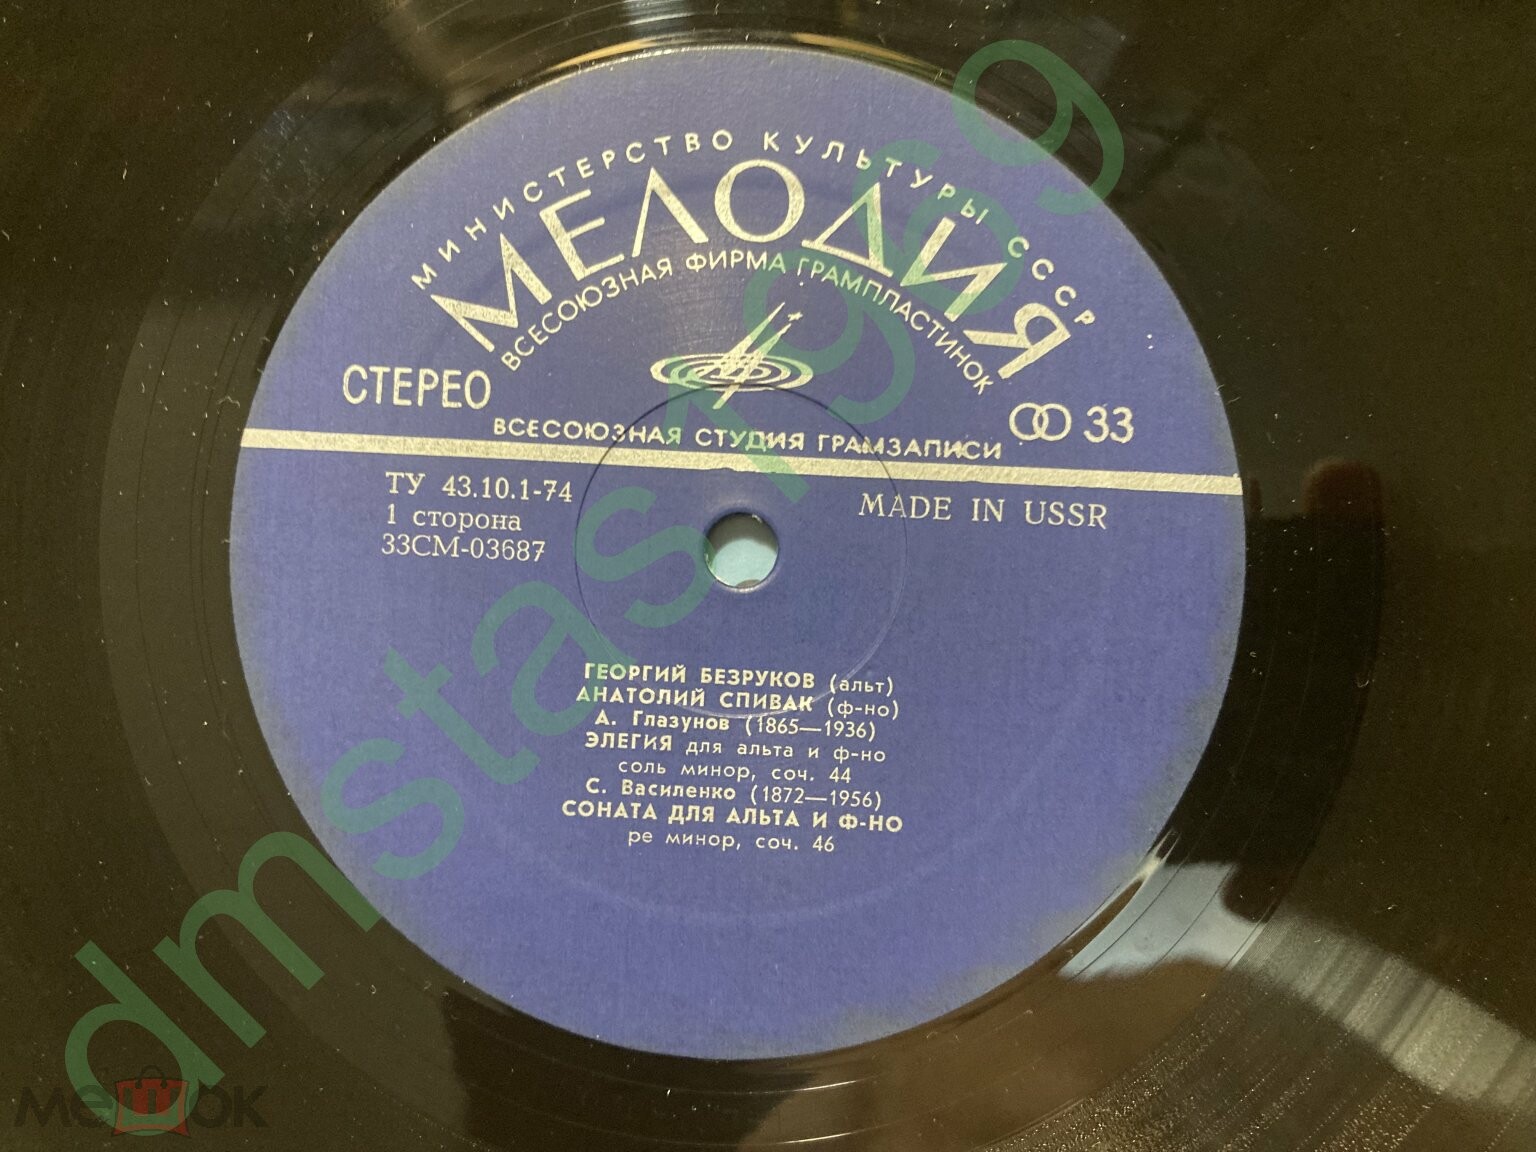 МИНИСТЕРСТВО КУЛЬТУРЫ СССР
МЕЛОДИЯ
ВСЕСОЮЗНАЯ ФИРМА ГРАМПЛАСТИНОК
СТЕРЕО
33
ВСЕСОЮЗНАЯ СТУДИЯ ГРАМЗАПИСИ
ТУ 43.10.1-74
MADE IN USSR
1 сторона
33СМ-03687
ГЕОРГИЙ БЕЗРУКОВ (альт)
АНАТОЛИЙ СПИВАК (ф-но)
А. Глазунов (1865—1936)
ЭЛЕГИЯ для альта и ф-но
соль минор, соч. 44
С. Василенко (1872—1956)
СОНАТА ДЛЯ АЛЬТА И Ф-НО
ре минор, соч. 46
dmstas1969
мешок